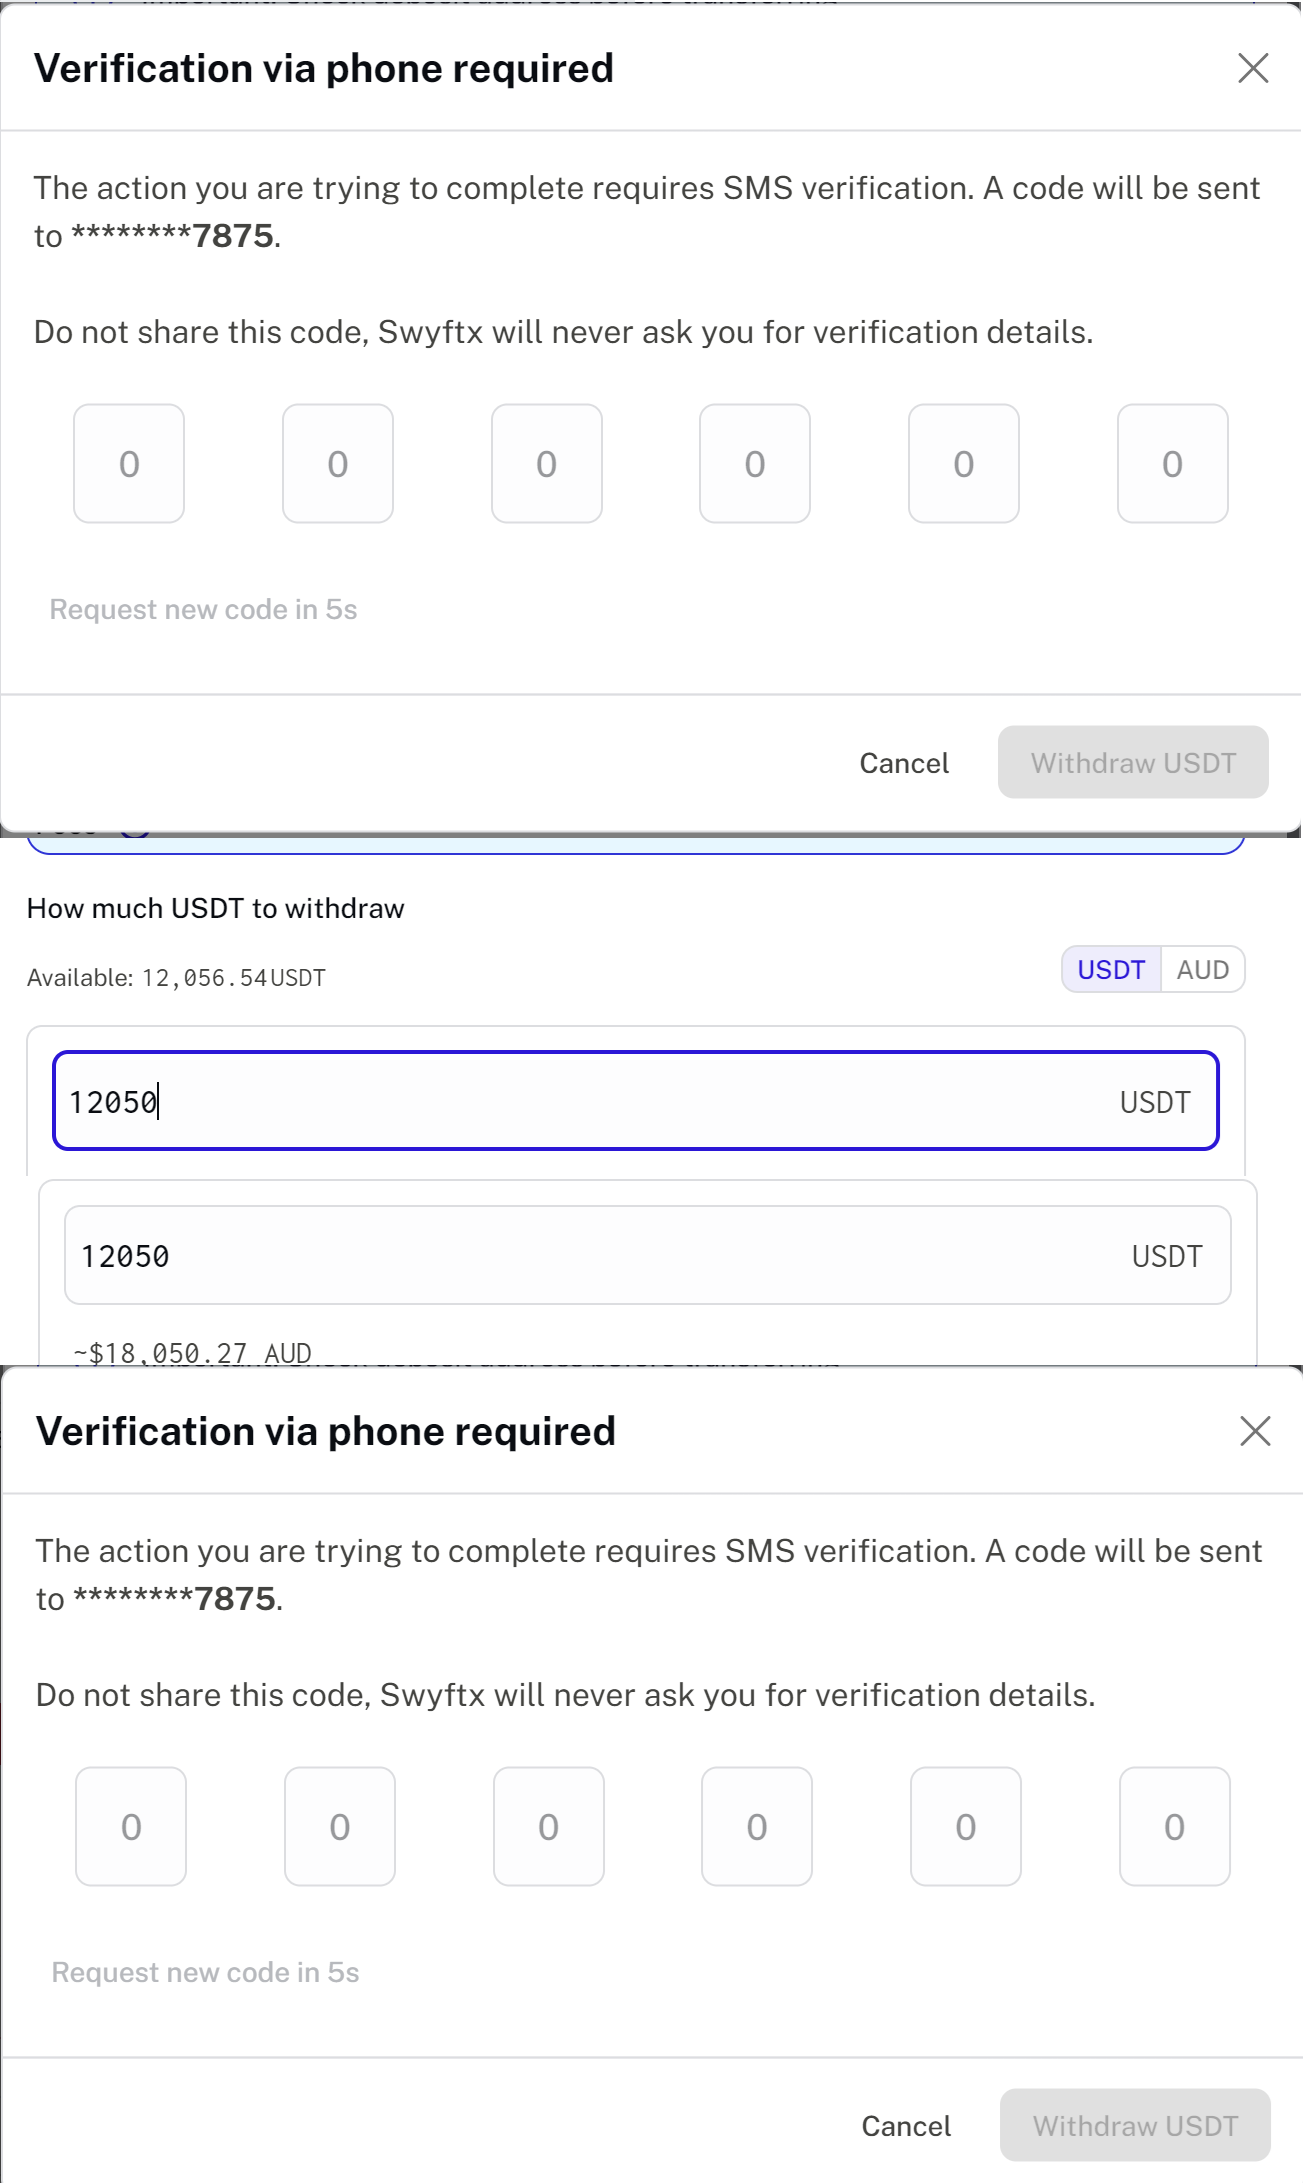 Verification via phone required
The action you are trying to complete requires SMS verification. A code will be sent
to ********7875.
Do not share this code, Swyftx will never ask you for verification details.
0 0 0 0 0 0
Request new code in 5s
Cancel Withdraw USDT
How much USDT to withdraw
Available: 12,056.54USDT USDT AUD
12050 USDT
12050 USDT
~$18,050.27 AUD
Verification via phone required
The action you are trying to complete requires SMS verification. A code will be sent
to ********7875.
Do not share this code, Swyftx will never ask you for verification details.
0 0 0 0 0 0
Request new code in 5s
Cancel Withdraw USDT